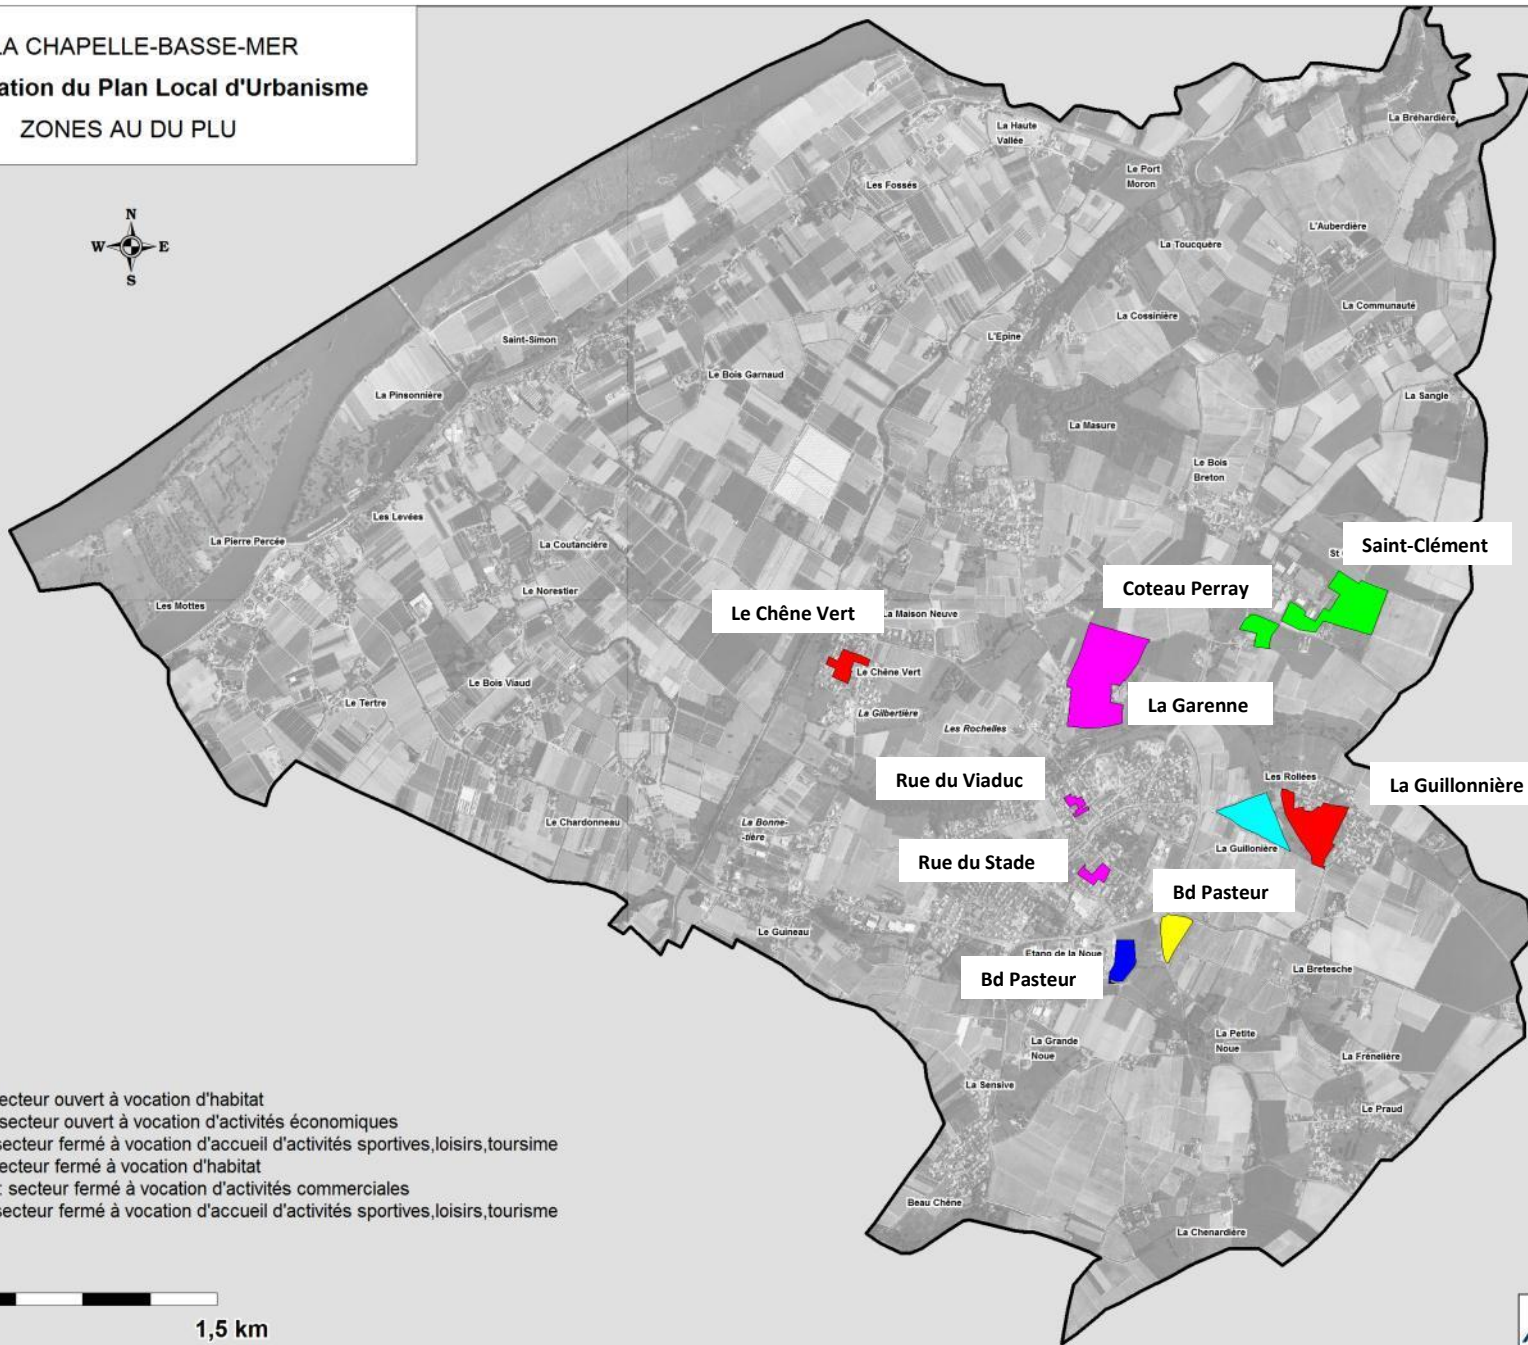 LA CHAPELLE-BASSE-MER
ation du Plan Local d'Urbanisme
ZONES AU DU PLU
N
W E
S
La Bréhardière
La Haute
Vallée
Le Port
Moron
Les Fossés
L'Auberdière
La Toucquère
La Communauté
La Cossinière
L'Epine
Saint-Simon
Le Bois Garnaud
La Pinsonnière
La Sangle
La Masure
Le Bois
Breton
Les Levées
La Pierre Percée
La Coutancière
St
Saint-Clément
Coteau Perray
Le Norestier
Les Mottes
Le Chêne Vert
La Maison Neuve
Le Chêne Vert
Le Bois Viaud
Le Tertre
La Gilbertière
Les Rochelles
La Garenne
Rue du Viaduc
Les Rollées
La Guillonnière
Le Chardonneau
La Bonne-
-tière
La Guillonière
Rue du Stade
Bd Pasteur
Le Guineau
Etang de la Noue
Bd Pasteur
La Bretesche
La Grande
Noue
La Petite
Noue
La Frénelière
La Sensive
Le Praud
Beau Chêne
La Chenardière
ecteur ouvert à vocation d'habitat
secteur ouvert à vocation d'activités économiques
secteur fermé à vocation d'accueil d'activités sportives,loisirs,toursime
ecteur fermé à vocation d'habitat
: secteur fermé à vocation d'activités commerciales
secteur fermé à vocation d'accueil d'activités sportives,loisirs,tourisme
1,5 km